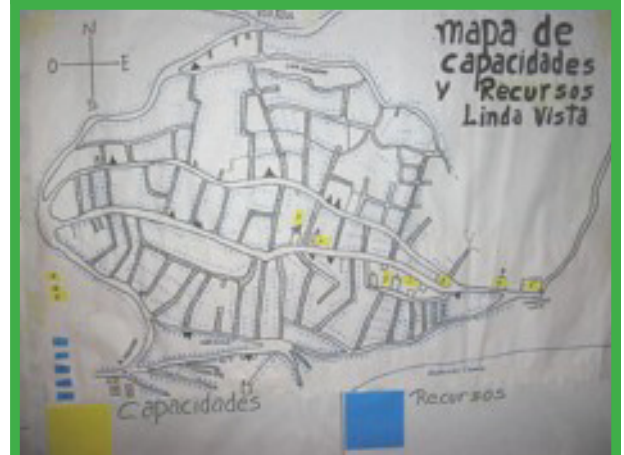 mapa de
capacidades
y Recursos
Linda Vista
N
O E
S
Capacidades
Recursos